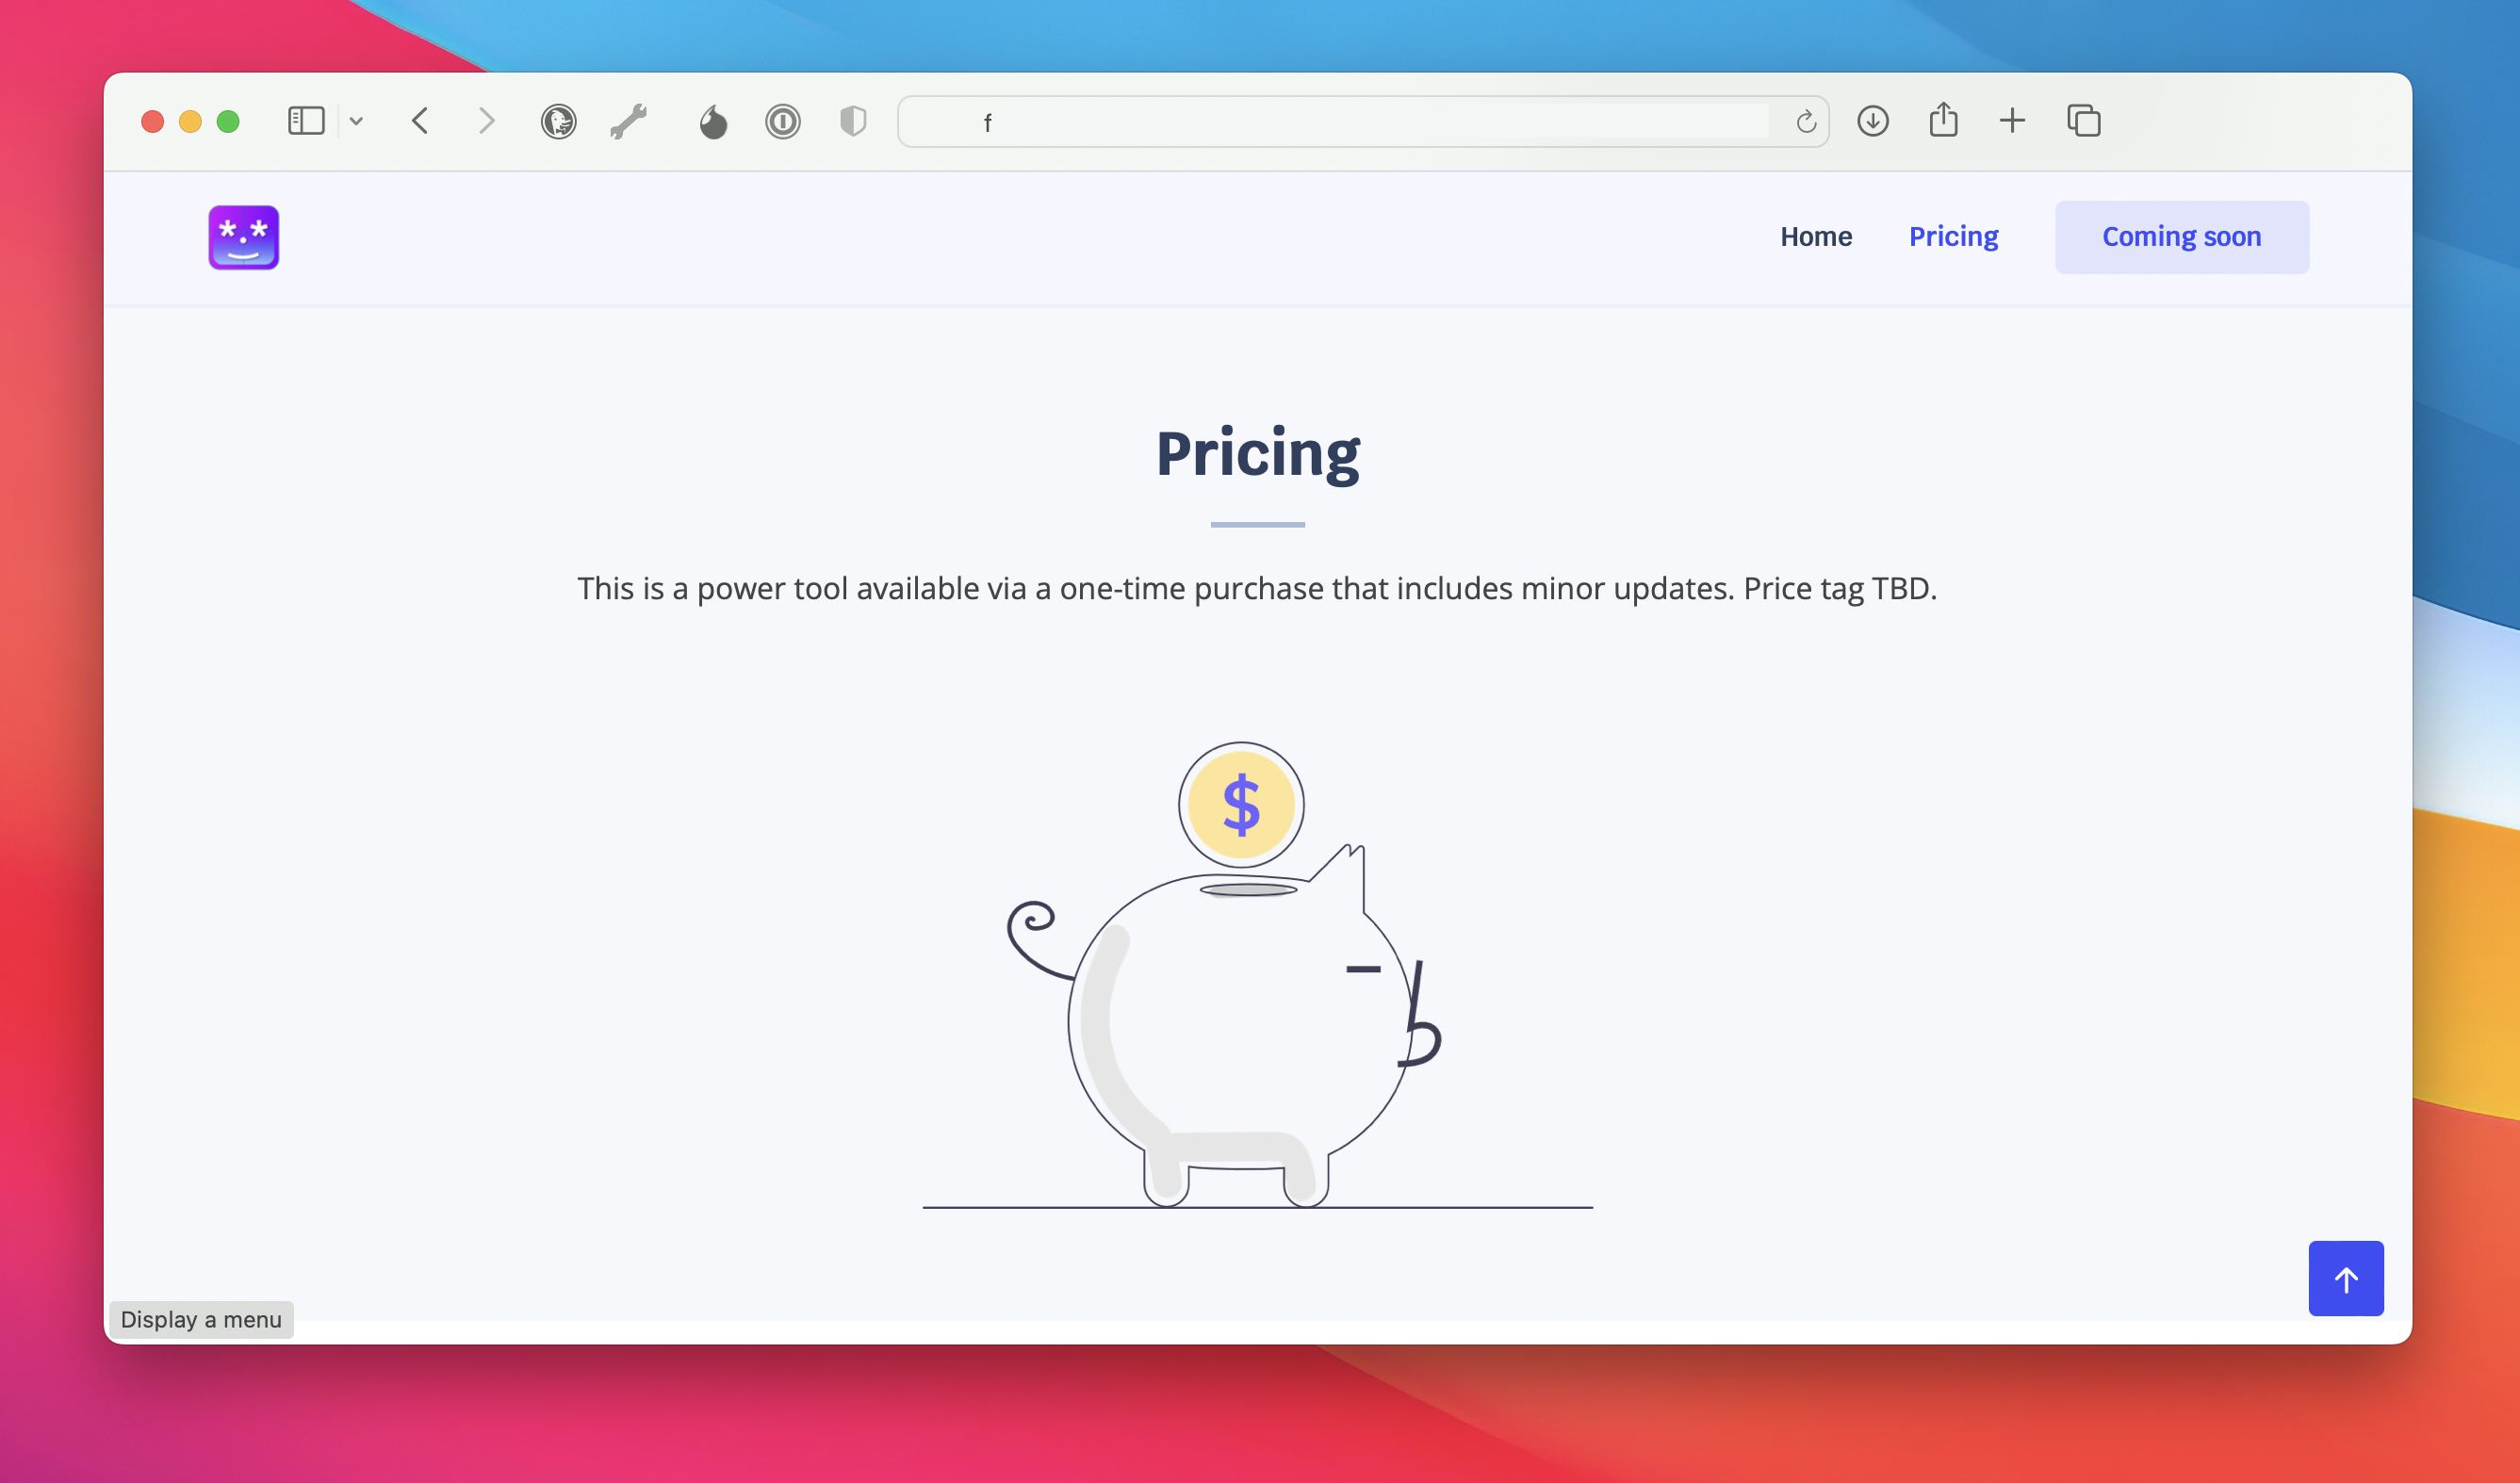 f
Home Pricing Coming soon
Pricing
This is a power tool available via a one-time purchase that includes minor updates. Price tag TBD.
$
Display a menu